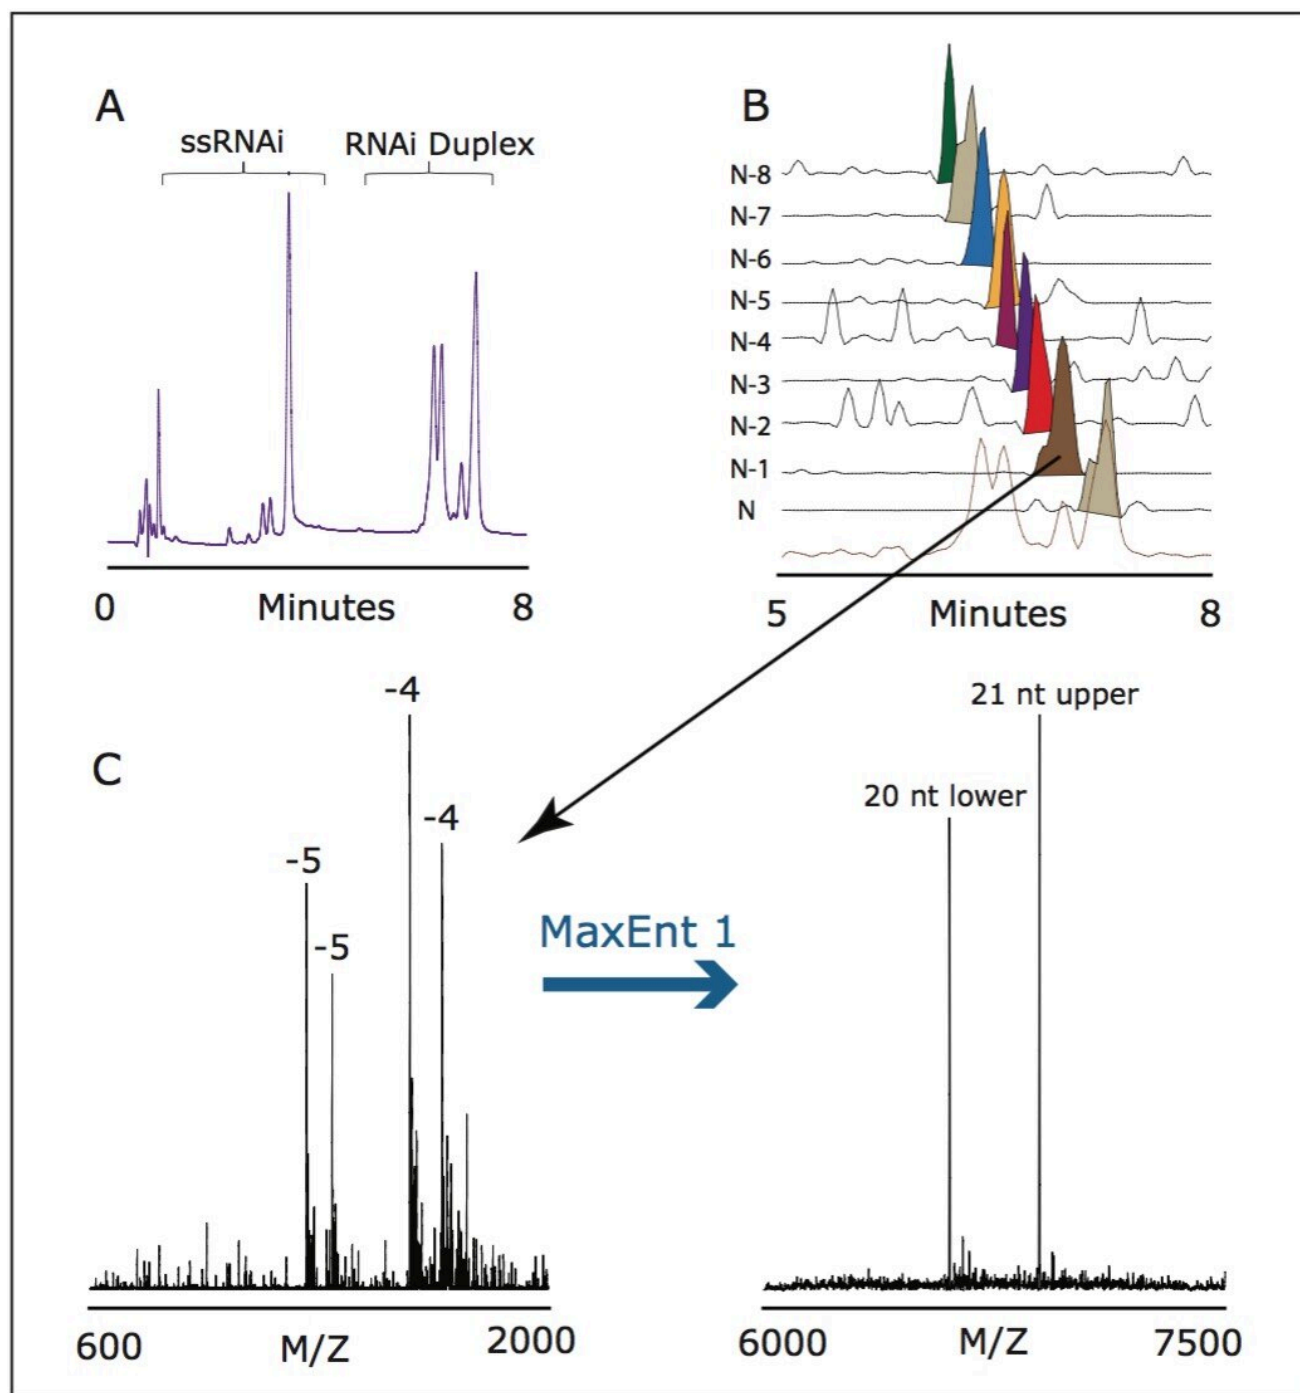 A
ssRNAi
RNAi Duplex
0
Minutes
8
B
N-8
N-7
N-6
N-5
N-4
N-3
N-2
N-1
N
5
Minutes
8
C
-5
-5
-4
-4
600
M/Z
2000
MaxEnt 1
20 nt lower
21 nt upper
6000
M/Z
7500